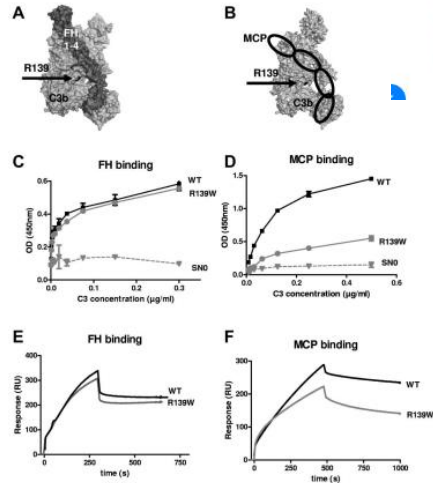 A
FH
1-4
R139
C3b
B
MCP
R139
C3b
C
FH binding
WT
R139W
SN0
OD (450nm)
0.6
0.4
0.2
0.0
0.0
0.1
0.2
0.3
C3 concentration (µg/ml)
D
MCP binding
WT
R139W
SN0
OD (450nm)
1.5
1.0
0.5
0.0
0.0
0.2
0.4
0.6
C3 concentration (µg/ml)
E
FH binding
WT
R139W
Response (RU)
400
300
200
100
0
0
250
500
750
time (s)
F
MCP binding
WT
R139W
Response (RU)
300
200
100
0
0
250
500
750
1000
time (s)